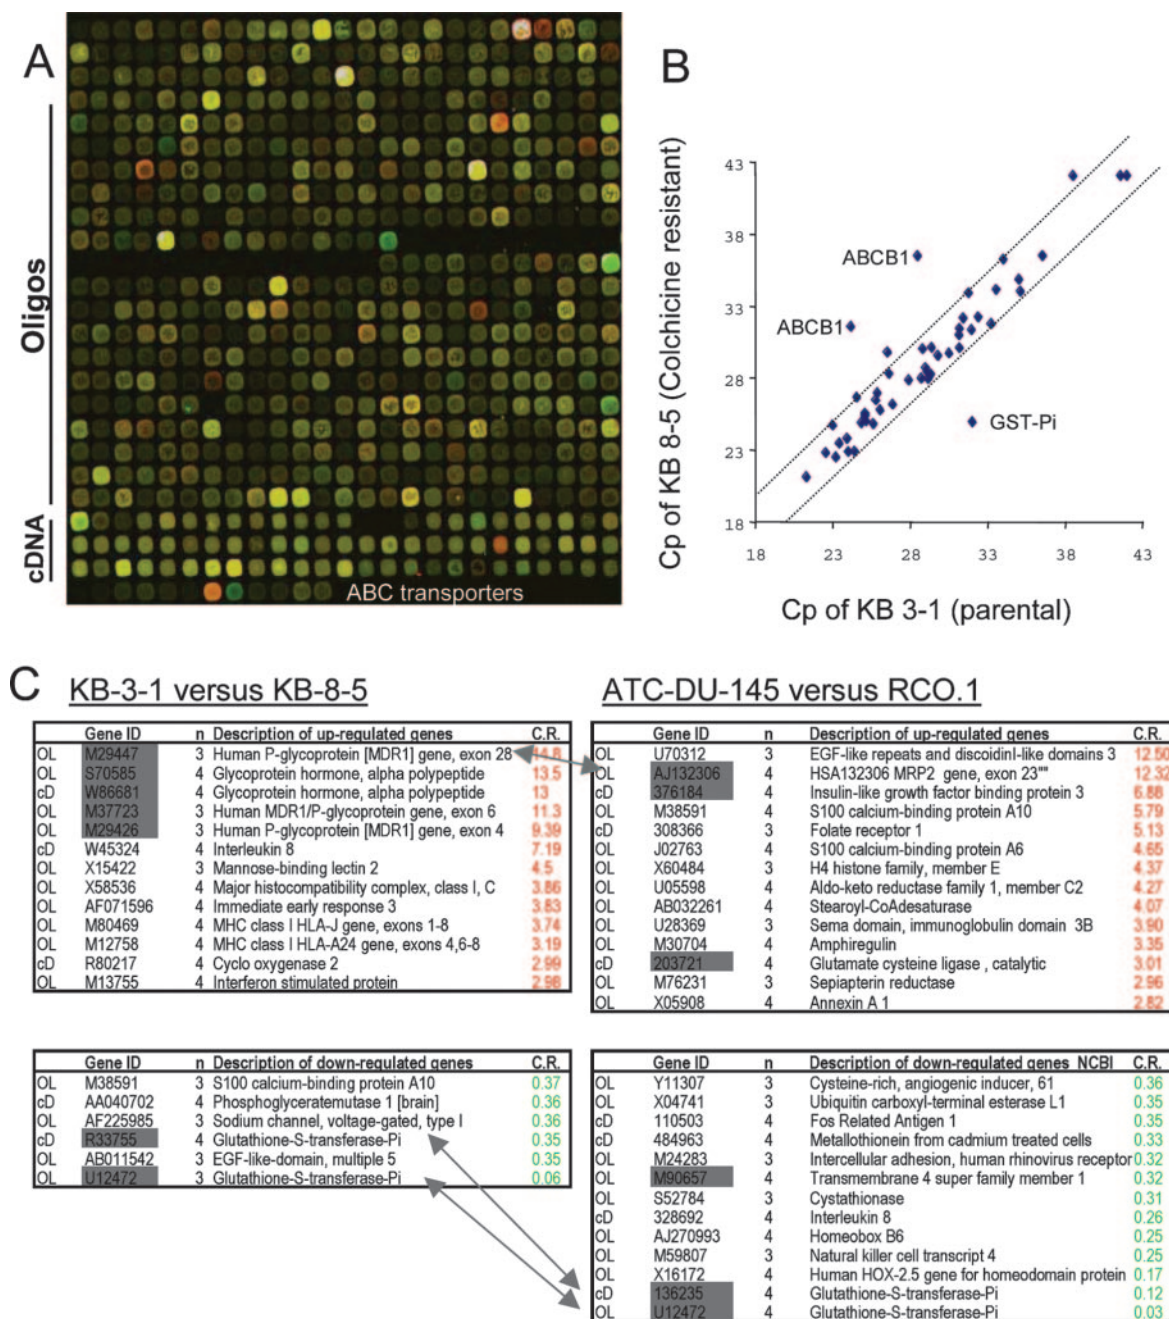 A
B
Oligos
cDNA
ABC transporters
Cp of KB 8-5 (Colchicine resistant)
43
38
33
28
23
18
ABCB1
ABCB1
GST-Pi
18 23 28 33 38 43
Cp of KB 3-1 (parental)
C
KB-3-1 versus KB-8-5
Gene ID n Description of up-regulated genes C.R.
OL M29447 3 Human P-glycoprotein [MDR1] gene, exon 28 14.8
OL S70585 4 Glycoprotein hormone, alpha polypeptide 13.5
cD W86681 4 Glycoprotein hormone, alpha polypeptide 13
OL M37723 3 Human MDR1/P-glycoprotein gene, exon 6 11.3
OL M29426 3 Human P-glycoprotein [MDR1] gene, exon 4 9.39
cD W45324 4 Interleukin 8 7.19
OL X15422 3 Mannose-binding lectin 2 4.5
OL X58536 4 Major histocompatibility complex, class I, C 3.86
OL AF071596 4 Immediate early response 3 3.83
OL M80469 4 MHC class I HLA-J gene, exons 1-8 3.74
OL M12758 4 MHC class I HLA-A24 gene, exons 4,6-8 3.19
cD R80217 4 Cyclo oxygenase 2 2.99
OL M13755 4 Interferon stimulated protein 2.98
Gene ID n Description of down-regulated genes C.R.
OL M38591 3 S100 calcium-binding protein A10 0.37
cD AA040702 4 Phosphoglyceratemutase 1 [brain] 0.36
OL AF225985 3 Sodium channel, voltage-gated, type I 0.36
cD R33755 4 Glutathione-S-transferase-Pi 0.35
OL AB011542 3 EGF-like-domain, multiple 5 0.35
OL U12472 3 Glutathione-S-transferase-Pi 0.06
ATC-DU-145 versus RCO.1
Gene ID n Description of up-regulated genes C.R.
OL U70312 3 EGF-like repeats and discoidinI-like domains 3 12.50
OL AJ132306 4 HSA132306 MRP2 gene, exon 23"" 12.32
cD 376184 4 Insulin-like growth factor binding protein 3 6.88
OL M38591 4 S100 calcium-binding protein A10 5.79
cD 308366 3 Folate receptor 1 5.13
OL J02763 4 S100 calcium-binding protein A6 4.65
OL X60484 3 H4 histone family, member E 4.37
OL U05598 4 Aldo-keto reductase family 1, member C2 4.27
OL AB032261 4 Stearoyl-CoAdesaturase 4.07
OL U28369 3 Sema domain, immunoglobulin domain 3B 3.90
OL M30704 4 Amphiregulin 3.35
cD 203721 4 Glutamate cysteine ligase , catalytic 3.01
OL M76231 3 Sepiapterin reductase 2.96
OL X05908 4 Annexin A 1 2.82
Gene ID n Description of down-regulated genes NCBI C.R.
OL Y11307 3 Cysteine-rich, angiogenic inducer, 61 0.36
OL X04741 3 Ubiquitin carboxyl-terminal esterase L1 0.35
cD 110503 4 Fos Related Antigen 1 0.35
cD 484963 4 Metallothionein from cadmium treated cells 0.33
OL M24283 3 Intercellular adhesion, human rhinovirus receptor 0.32
OL M90657 4 Transmembrane 4 super family member 1 0.32
OL S52784 3 Cystathionase 0.31
cD 328692 4 Interleukin 8 0.26
OL AJ270993 4 Homeobox B6 0.25
OL M59807 3 Natural killer cell transcript 4 0.25
OL X16172 4 Human HOX-2.5 gene for homeodomain protein 0.17
cD 136235 4 Glutathione-S-transferase-Pi 0.12
OL U12472 4 Glutathione-S-transferase-Pi 0.03